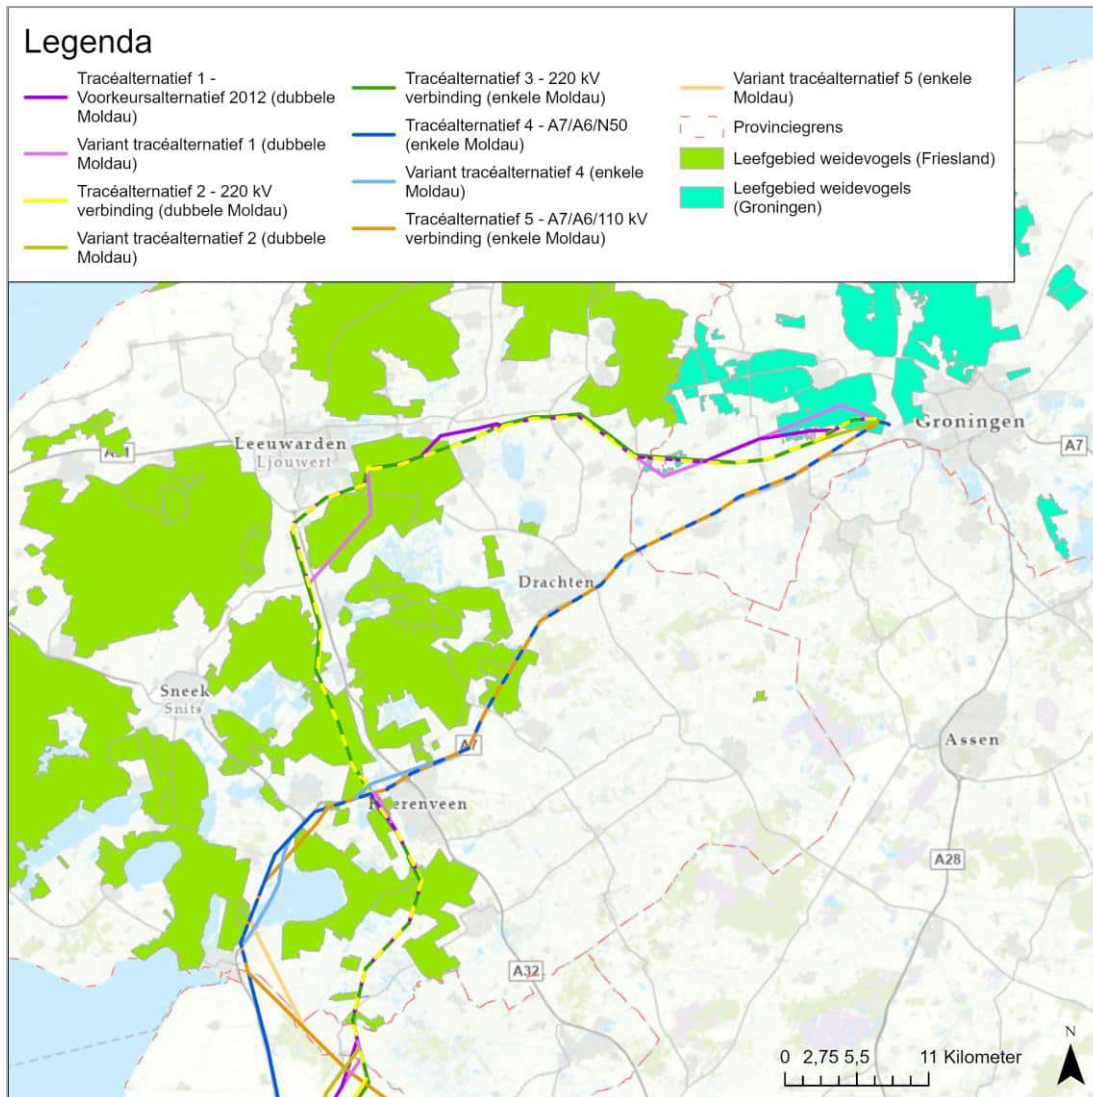 Legenda
Tracéalternatief 1 -
Voorkeursalternatief 2012 (dubbele
Moldau)
Variant tracéalternatief 1 (dubbele
Moldau)
Tracéalternatief 2 - 220 kV
verbinding (dubbele Moldau)
Variant tracéalternatief 2 (dubbele
Moldau)
Tracéalternatief 3 - 220 kV
verbinding (enkele Moldau)
Tracéalternatief 4 - A7/A6/N50
(enkele Moldau)
Variant tracéalternatief 4 (enkele
Moldau)
Tracéalternatief 5 - A7/A6/110 kV
verbinding (enkele Moldau)
Variant tracéalternatief 5 (enkele
Moldau)
Provinciegrens
Leefgebied weidevogels (Friesland)
Leefgebied weidevogels
(Groningen)
Groningen
A7
Leeuwarden
Ljouwert
Drachten
Sneek
Snits
A7
Assen
A28
A32
N
0 2,75 5,5 11 Kilometer